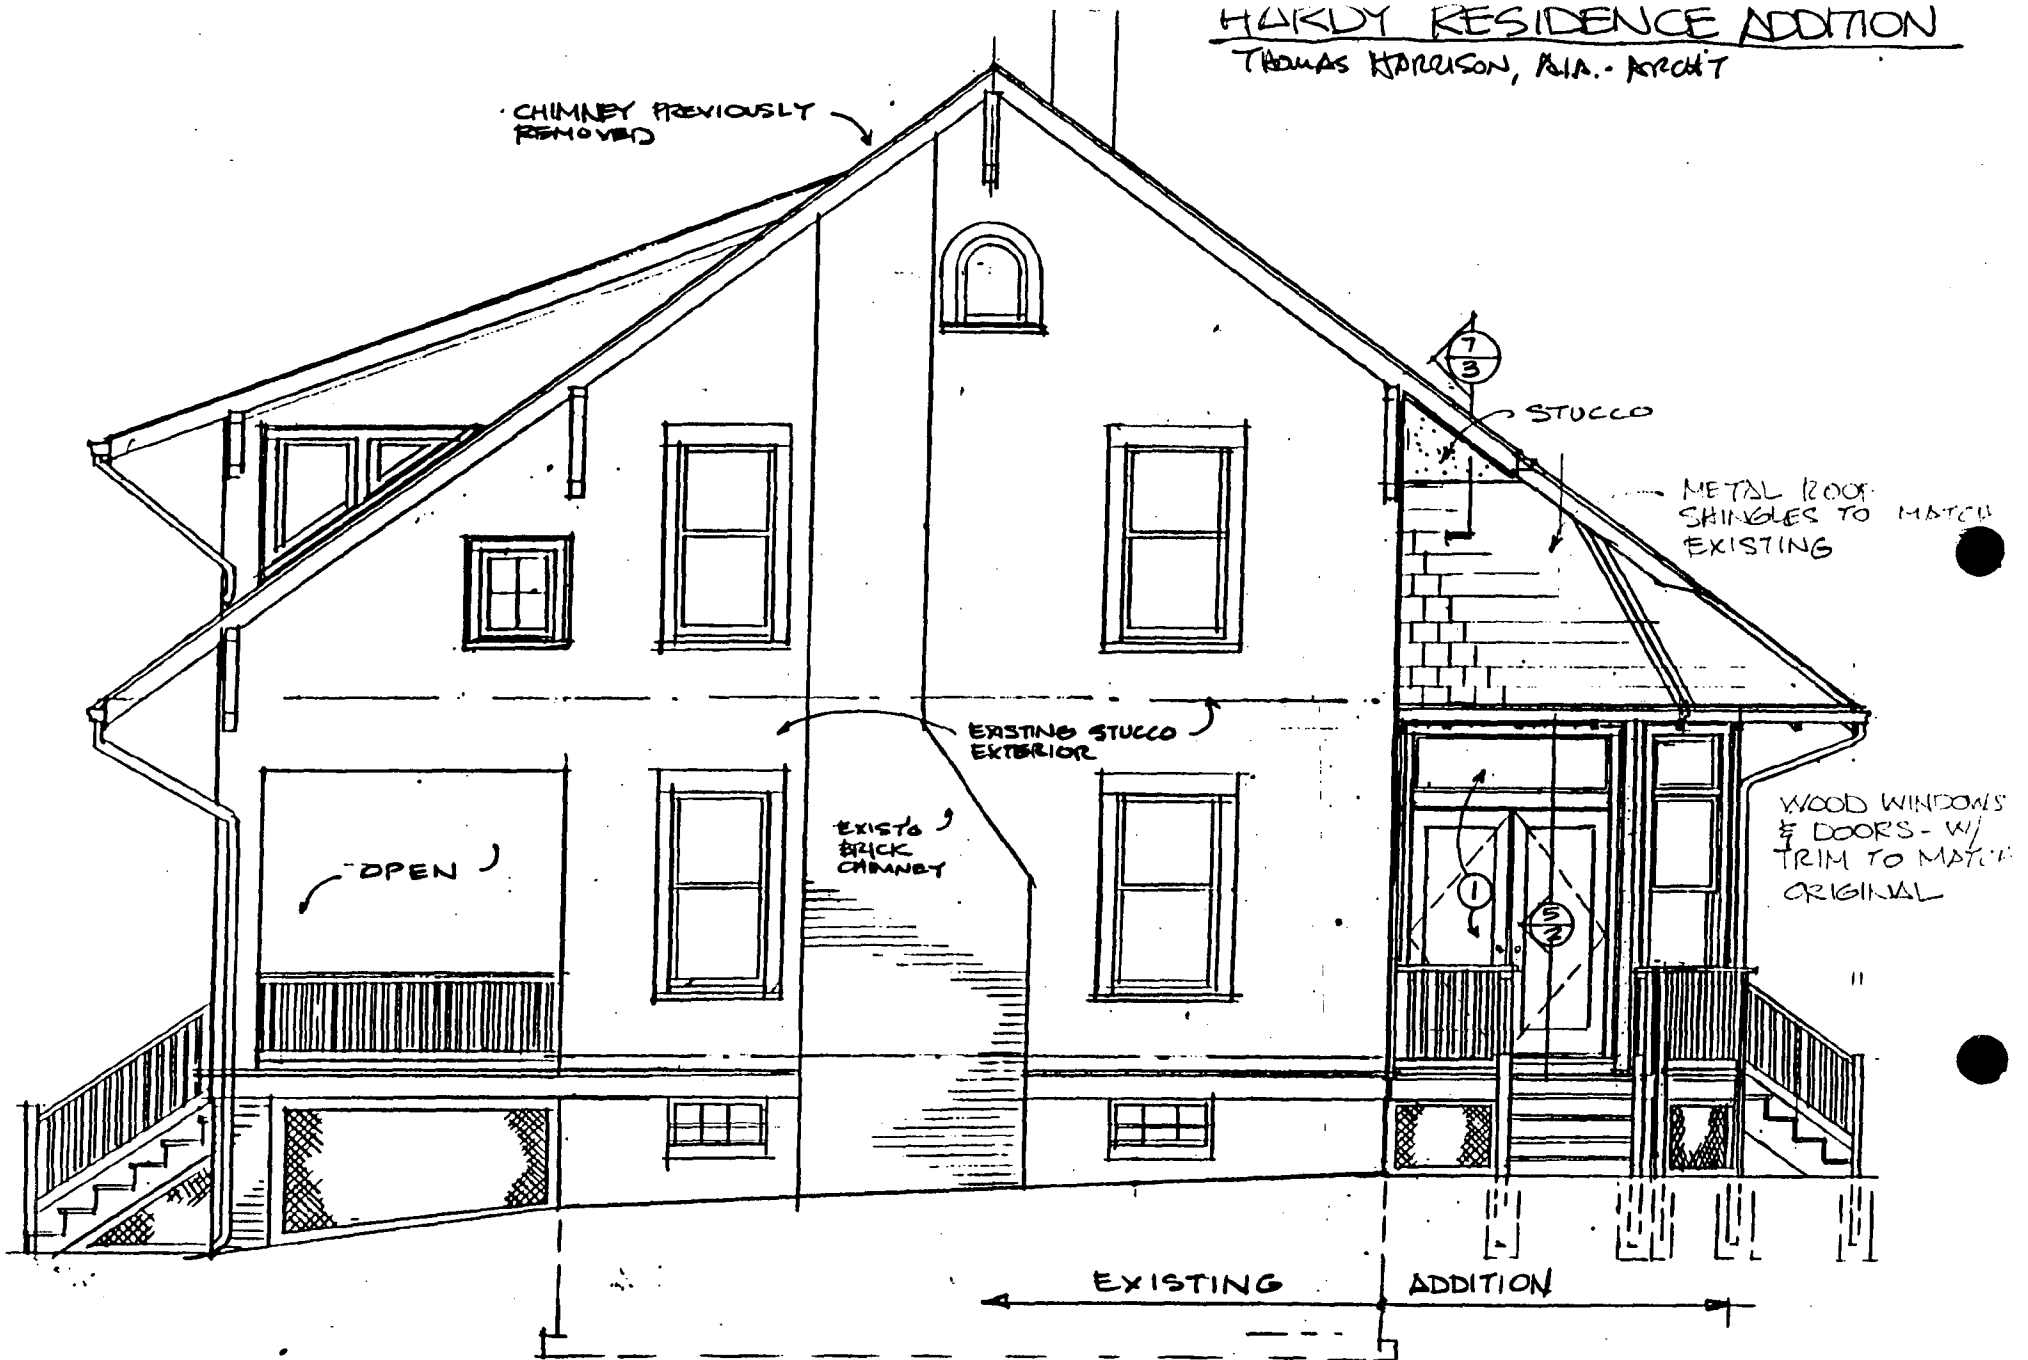 HARDY RESIDENCE ADDITION
THOMAS HARRISON, AIA. - ARCH'T
CHIMNEY PREVIOUSLY
REMOVED
7
3
STUCCO
METAL ROOF
SHINGLES TO MATCH
EXISTING
EXISTING STUCCO
EXTERIOR
WOOD WINDOWS
& DOORS - W/
TRIM TO MATCH
ORIGINAL
EXIST'G
BRICK
CHIMNEY
OPEN
1
5
2
EXISTING
ADDITION